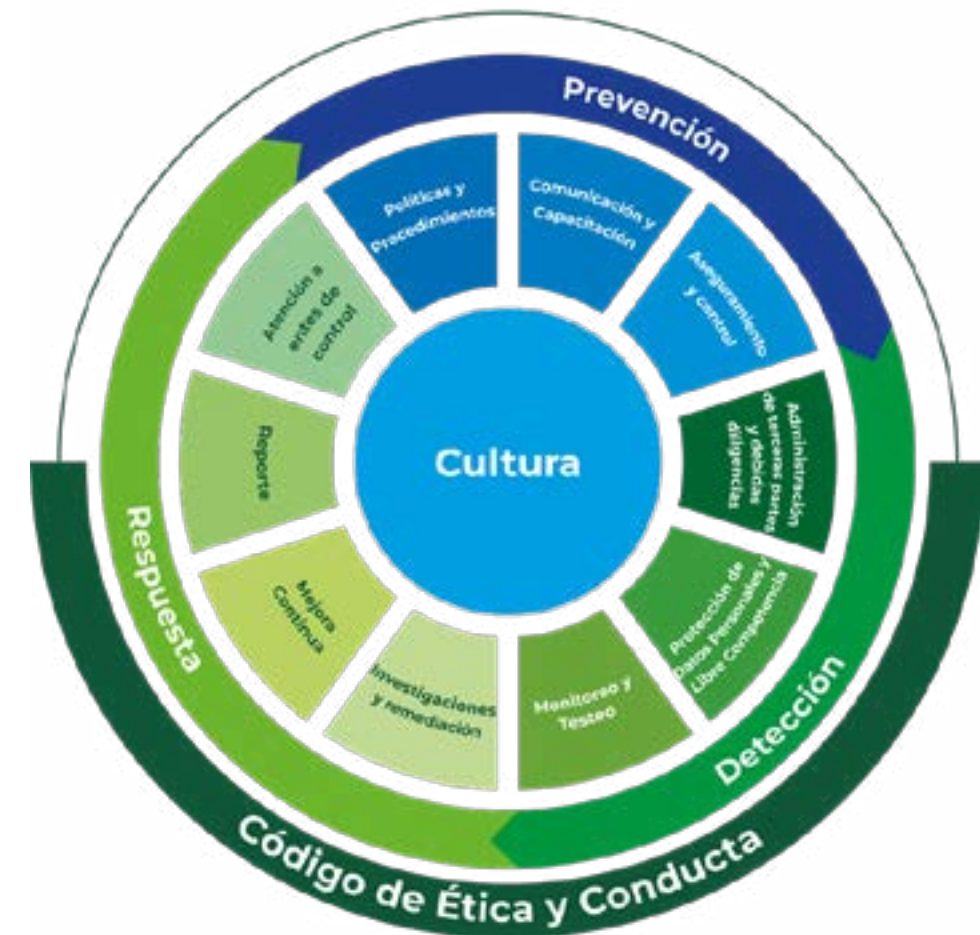 Prevención
Políticas y
Procedimientos
Comunicación y
Capacitación
Aseguramiento
y control
Administración
de terceras partes
y debidas
diligencias
Protección de
Datos Personales y
Libre Competencia
Monitoreo y
Testeo
Investigaciones
y remediación
Mejora
Continua
Reporte
Atención a
entes de
control
Cultura
Detección
Respuesta
Código de Ética y Conducta